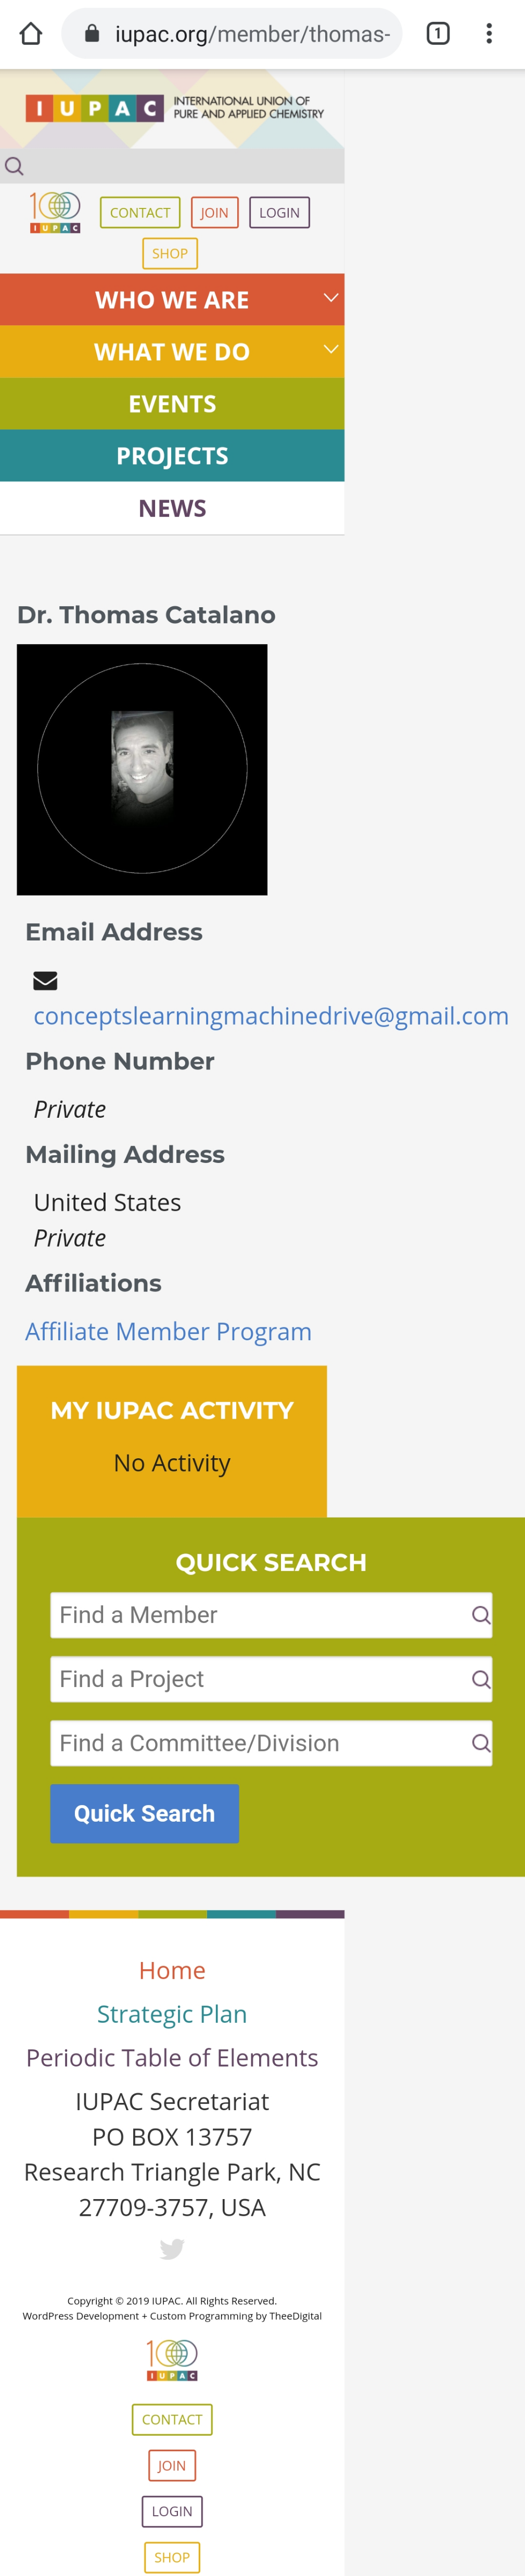 iupac.org/member/thomas-
1
IUPAC INTERNATIONAL UNION OF
PURE AND APPLIED CHEMISTRY
100
IUPAC
CONTACT JOIN LOGIN
SHOP
WHO WE ARE
WHAT WE DO
EVENTS
PROJECTS
NEWS
Dr. Thomas Catalano
Email Address
conceptslearningmachinedrive@gmail.com
Phone Number
Private
Mailing Address
United States
Private
Affiliations
Affiliate Member Program
MY IUPAC ACTIVITY
No Activity
QUICK SEARCH
Find a Member
Find a Project
Find a Committee/Division
Quick Search
Home
Strategic Plan
Periodic Table of Elements
IUPAC Secretariat
PO BOX 13757
Research Triangle Park, NC
27709-3757, USA
Copyright © 2019 IUPAC. All Rights Reserved.
WordPress Development + Custom Programming by TheeDigital
100
IUPAC
CONTACT
JOIN
LOGIN
SHOP